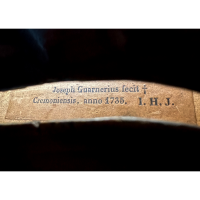 Joseph Guarnerius fecit †
Cremonensis, anno 1736. I. H. J.